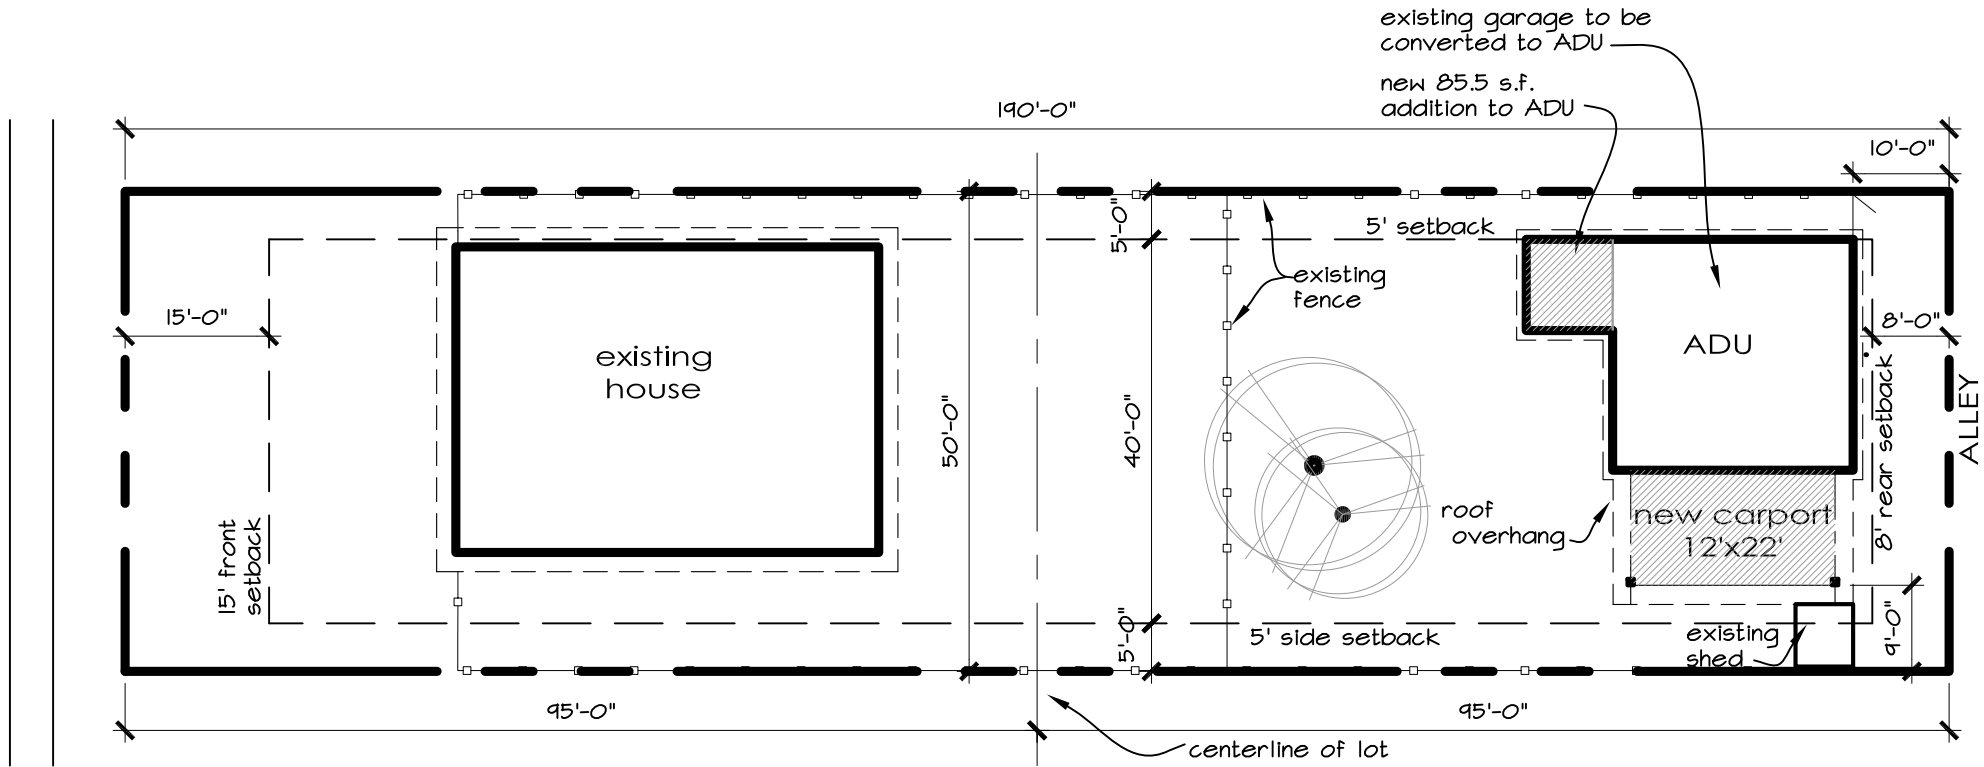 existing garage to be
converted to ADU
new 85.5 s.f.
addition to ADU
190'-0"
10'-0"
5'-0"
5' setback
existing
fence
15'-0"
8'-0"
existing
house
ADU
50'-0"
40'-0"
8' rear setback
ALLEY
15' front
setback
roof
overhang
new carport
12'x22'
5'-0"
5' side setback
existing
shed
9'-0"
95'-0"
95'-0"
centerline of lot